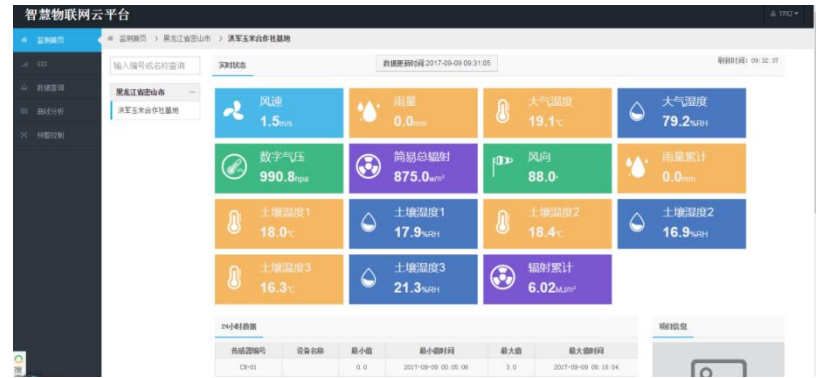 智慧物联网云平台
监测首页
监测首页 > 黑龙江省密山市 > 洪军玉米合作社基地
GIS
数据查询
曲线分析
预警控制
输入编号或名称查询
黑龙江省密山市
洪军玉米合作社基地
实时状态
数据更新时间 2017-09-09 09:31:05
刷新时间: 09:32:37
风速
1.5m/s
雨量
0.0mm
大气温度
19.1℃
大气湿度
79.2%RH
数字气压
990.8hpa
简易总辐射
875.0w/m²
风向
88.0°
雨量累计
0.0mm
土壤温度1
18.0℃
土壤湿度1
17.9%RH
土壤温度2
18.4℃
土壤湿度2
16.9%RH
土壤温度3
16.3℃
土壤湿度3
21.3%RH
辐射累计
6.02MJ/m²
24小时数据
项目信息
传感器编号 设备名称 最小值 最小值时间 最大值 最大值时间
0.0 2017-09-09 00:05:06 3.0 2017-09-09 09:19:04
搜